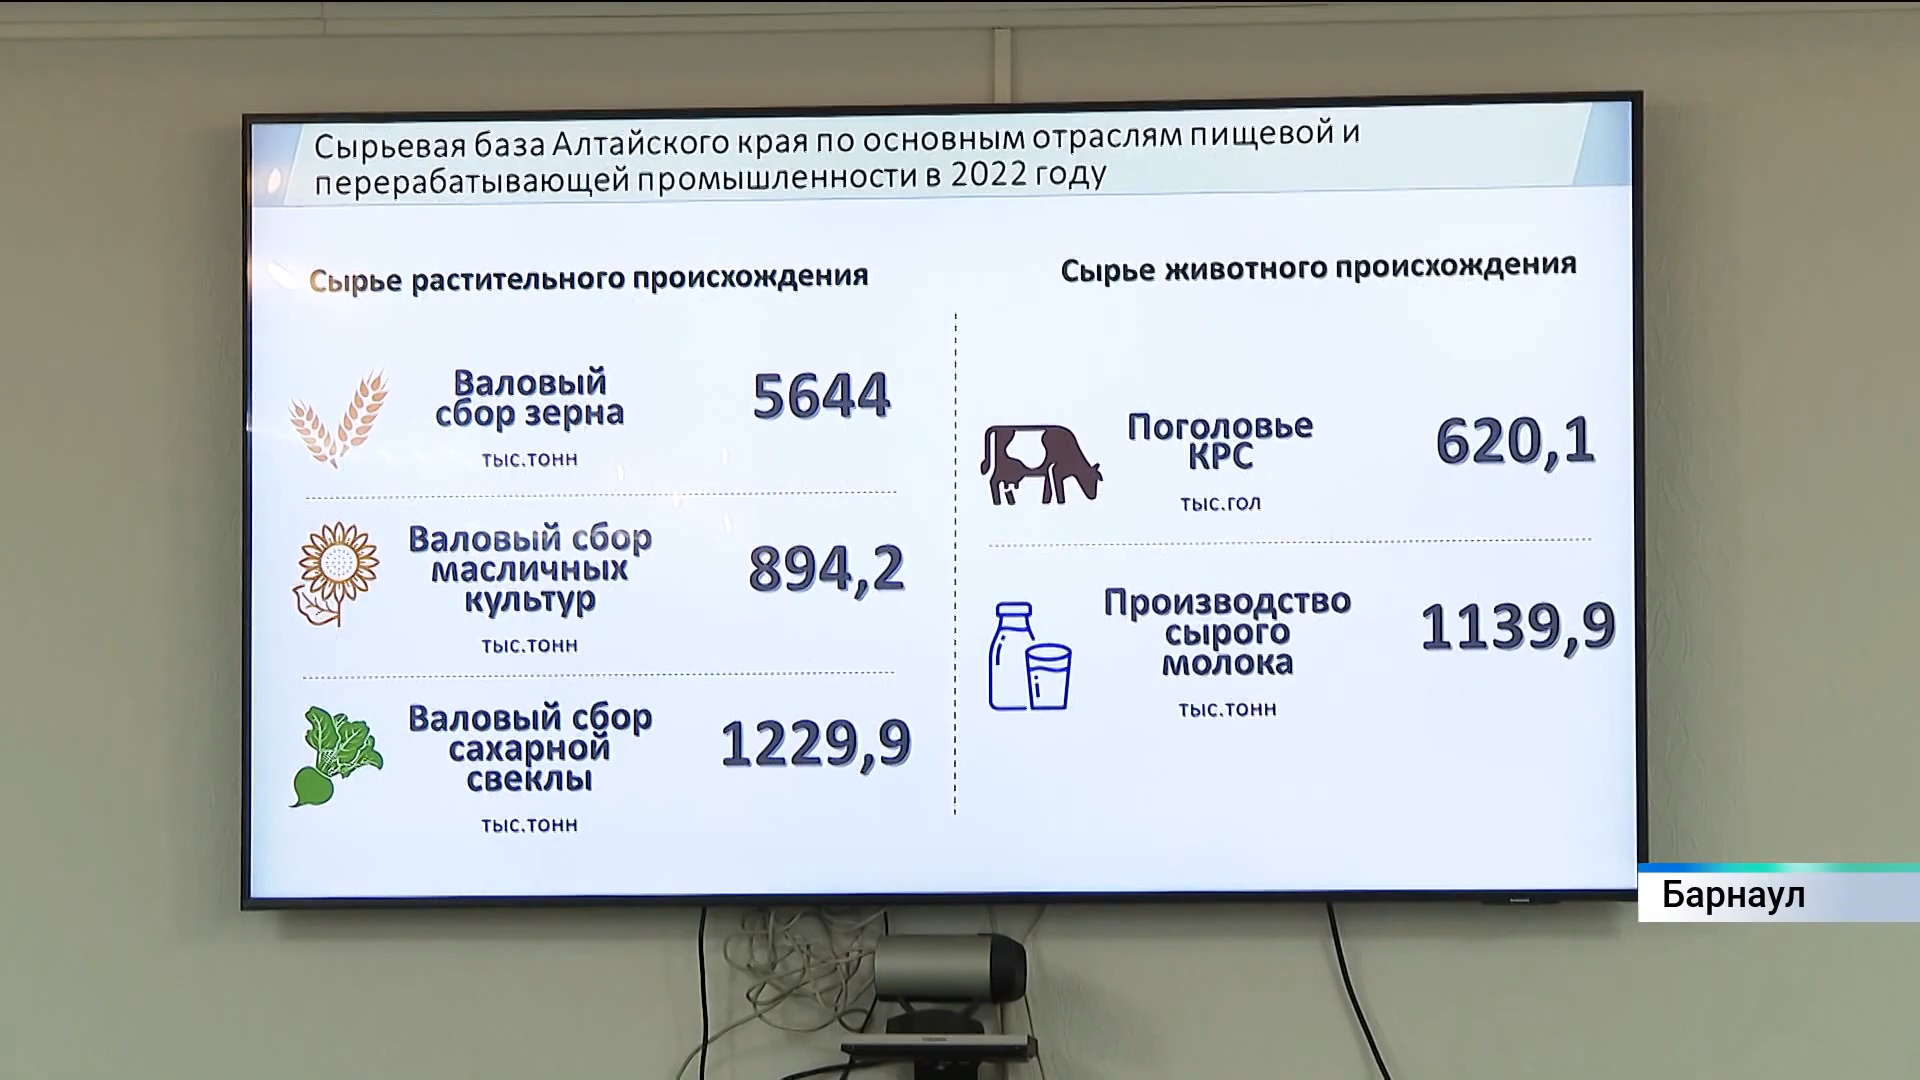 Сырьевая база Алтайского края по основным отраслям пищевой и
перерабатывающей промышленности в 2022 году
Сырье растительного происхождения
Валовый
сбор зерна
тыс.тонн
5644
Валовый сбор
масличных
культур
тыс.тонн
894,2
Валовый сбор
сахарной
свеклы
тыс.тонн
1229,9
Сырье животного происхождения
Поголовье
КРС
тыс.гол
620,1
Производство
сырого
молока
тыс.тонн
1139,9
Барнаул